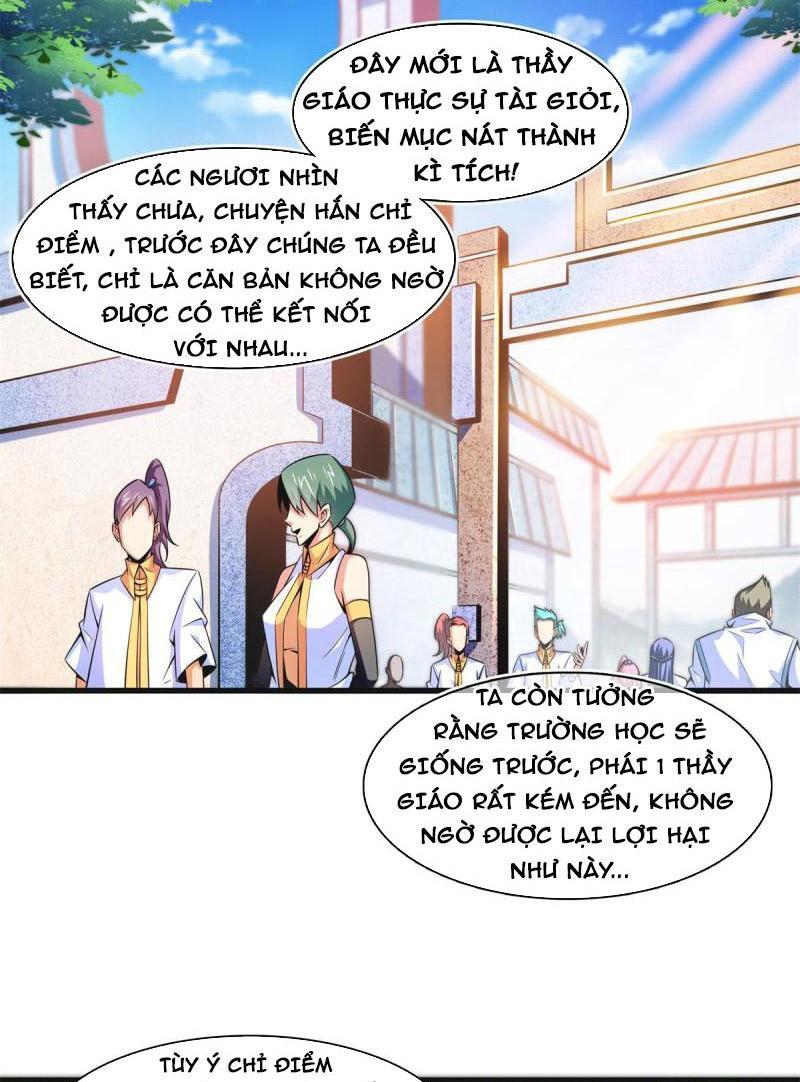 ĐÂY MỚI LÀ THẦY
GIÁO THỰC SỰ TÀI GIỎI,
BIẾN MỤC NÁT THÀNH
KÌ TÍCH!
CÁC NGƯƠI NHÌN
THẤY CHƯA, CHUYỆN HẮN CHỈ
ĐIỂM , TRƯỚC ĐÂY CHÚNG TA ĐỀU
BIẾT, CHỈ LÀ CĂN BẢN KHÔNG NGỜ
ĐƯỢC CÓ THỂ KẾT NỐI
VỚI NHAU...
TA CÒN TƯỞNG
RẰNG TRƯỜNG HỌC SẼ
GIỐNG TRƯỚC, PHÁI 1 THẦY
GIÁO RẤT KÉM ĐẾN, KHÔNG
NGỜ ĐƯỢC LẠI LỢI HẠI
NHƯ NÀY...
TÙY Ý CHỈ ĐIỂM